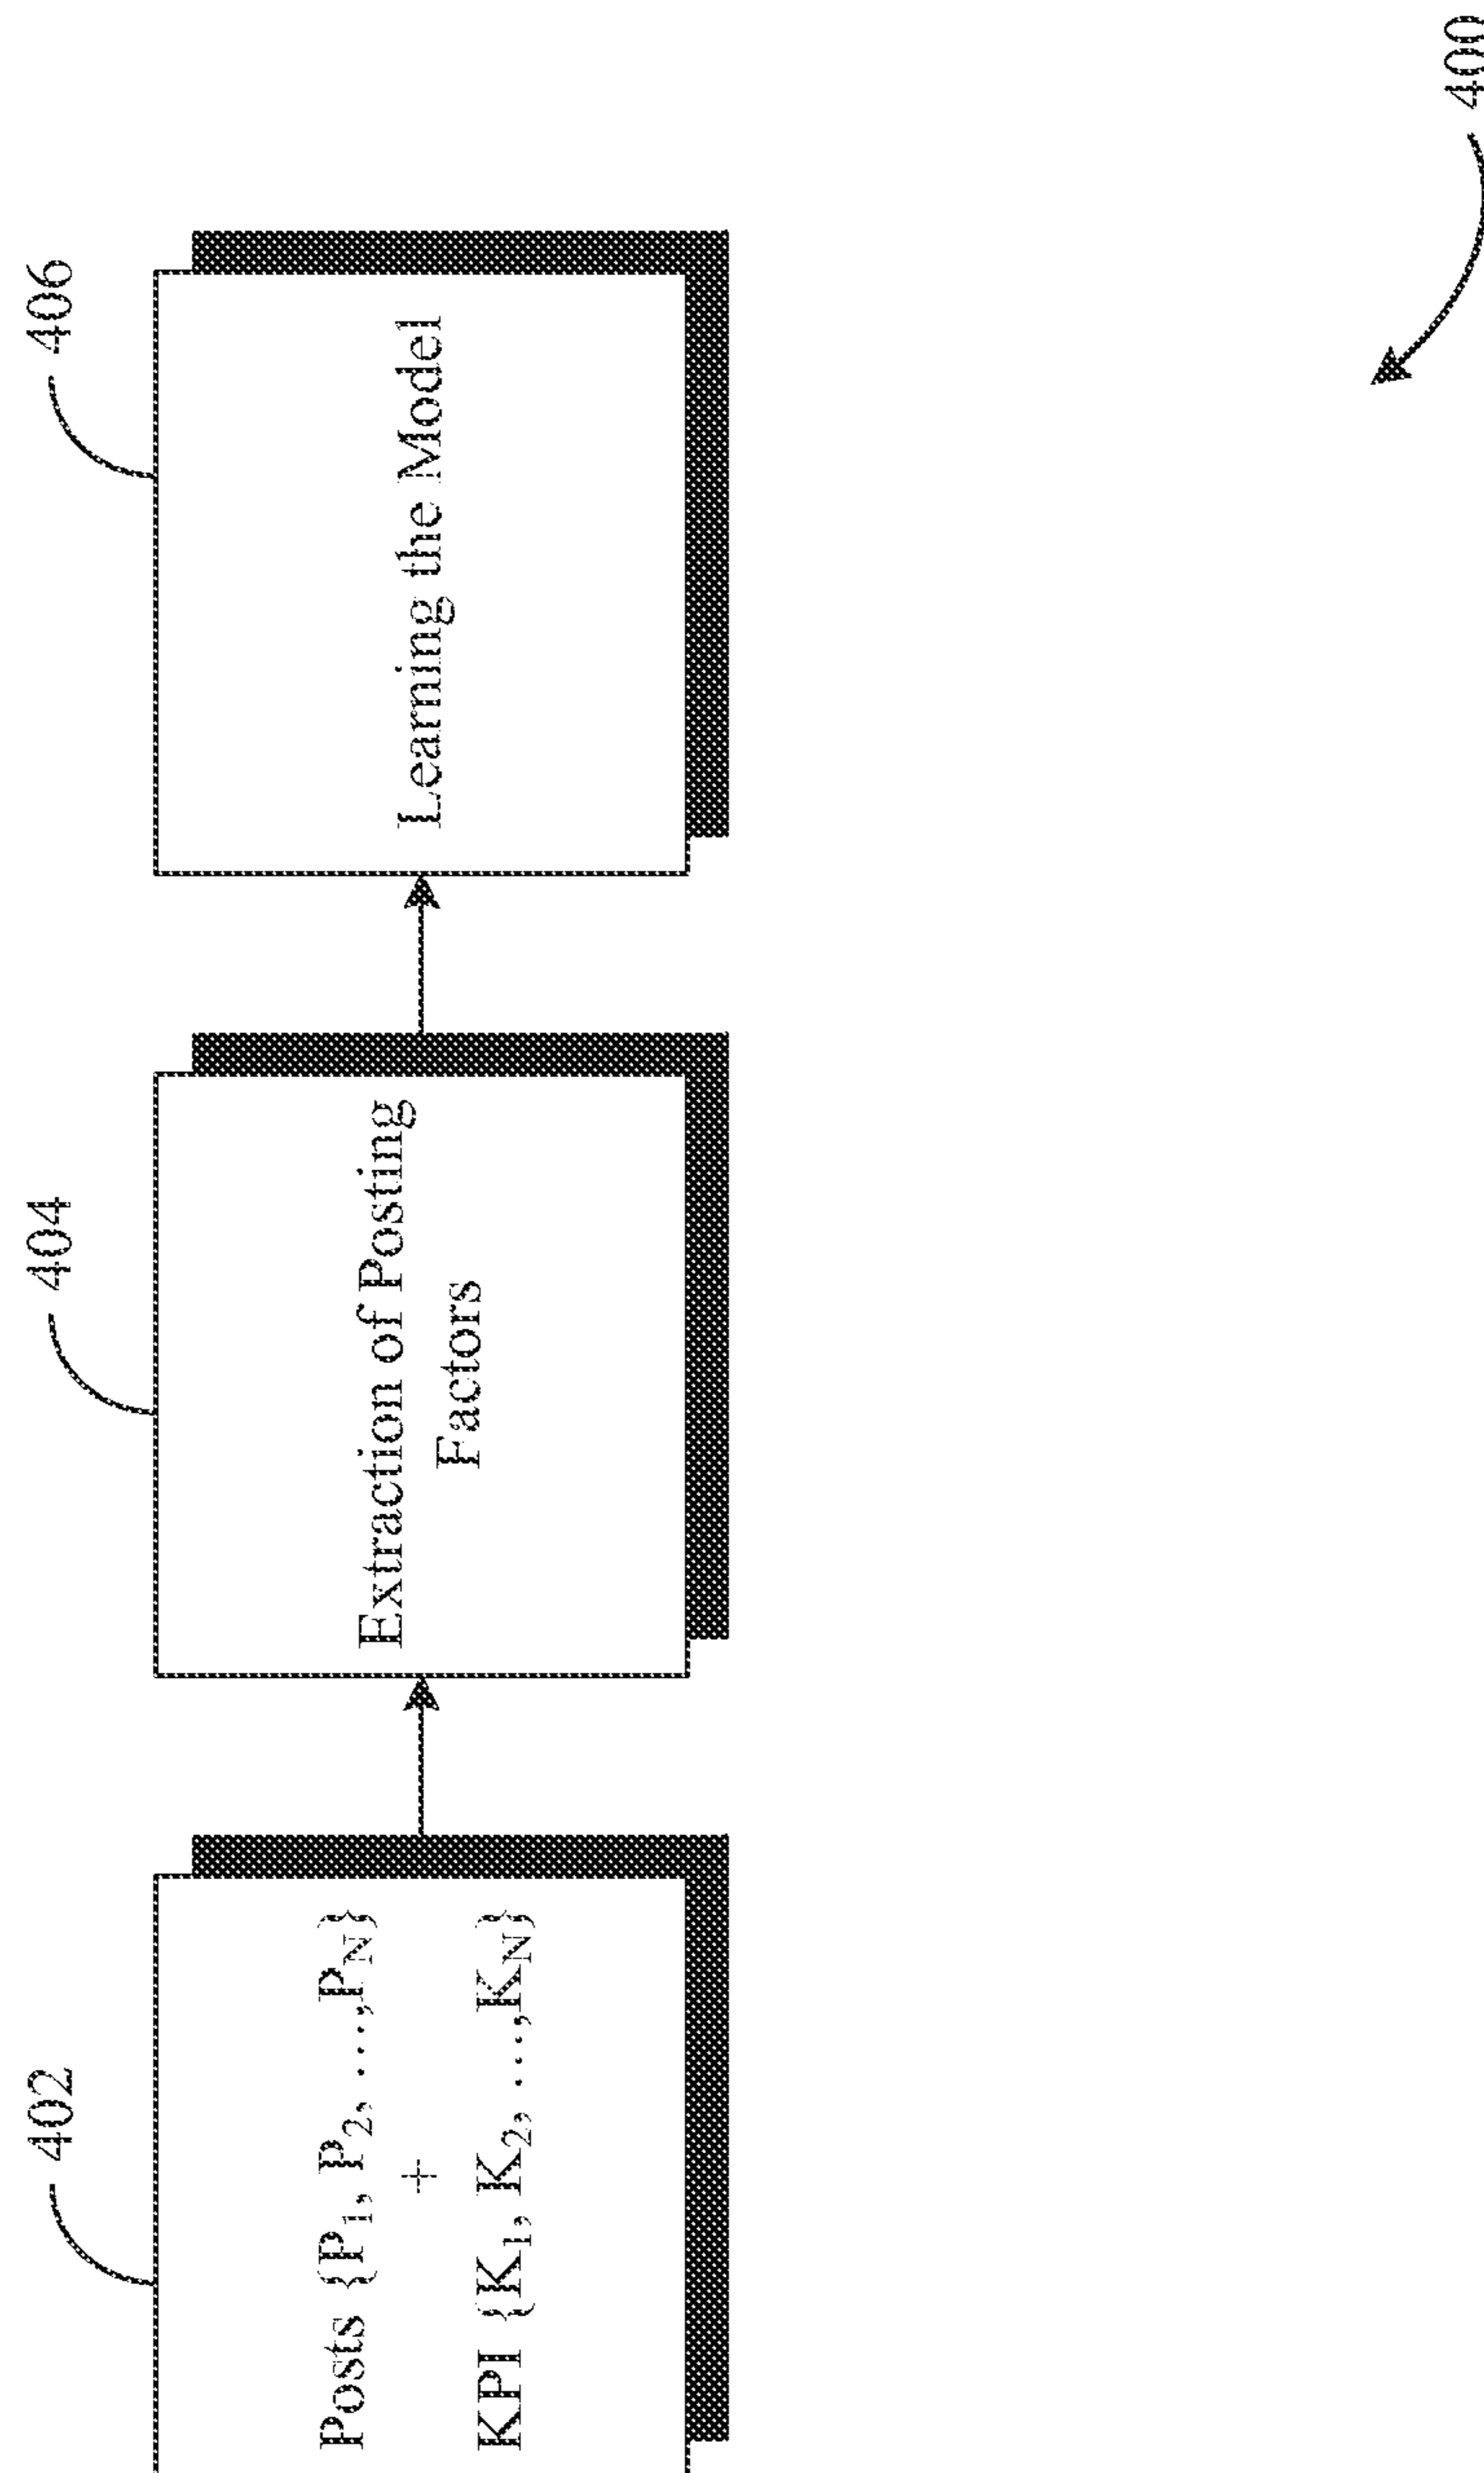 402
Posts {P1, P2, ...,PN}
+
KPI {K1, K2, ...,KN}
404
Extraction of Posting
Factors
406
Learning the Model
400